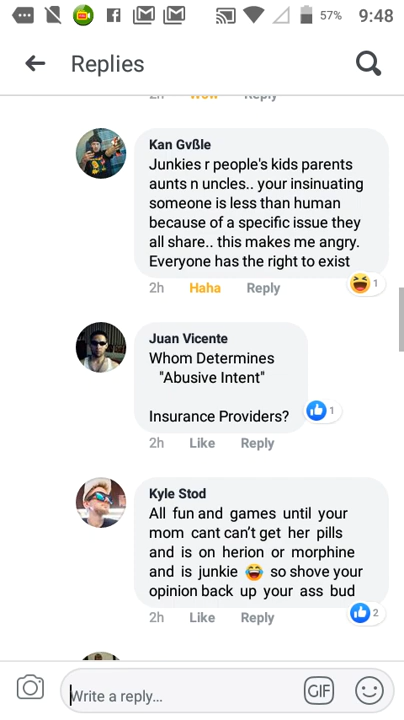 57% 9:48
Replies
2h Wow Reply
Kan Gvßle
Junkies r people's kids parents
aunts n uncles.. your insinuating
someone is less than human
because of a specific issue they
all share.. this makes me angry.
Everyone has the right to exist
2h Haha Reply 1
Juan Vicente
Whom Determines
"Abusive Intent"
Insurance Providers?
1
2h Like Reply
Kyle Stod
All fun and games until your
mom cant can't get her pills
and is on herion or morphine
and is junkie 😂 so shove your
opinion back up your ass bud
2h Like Reply 2
Write a reply...
GIF